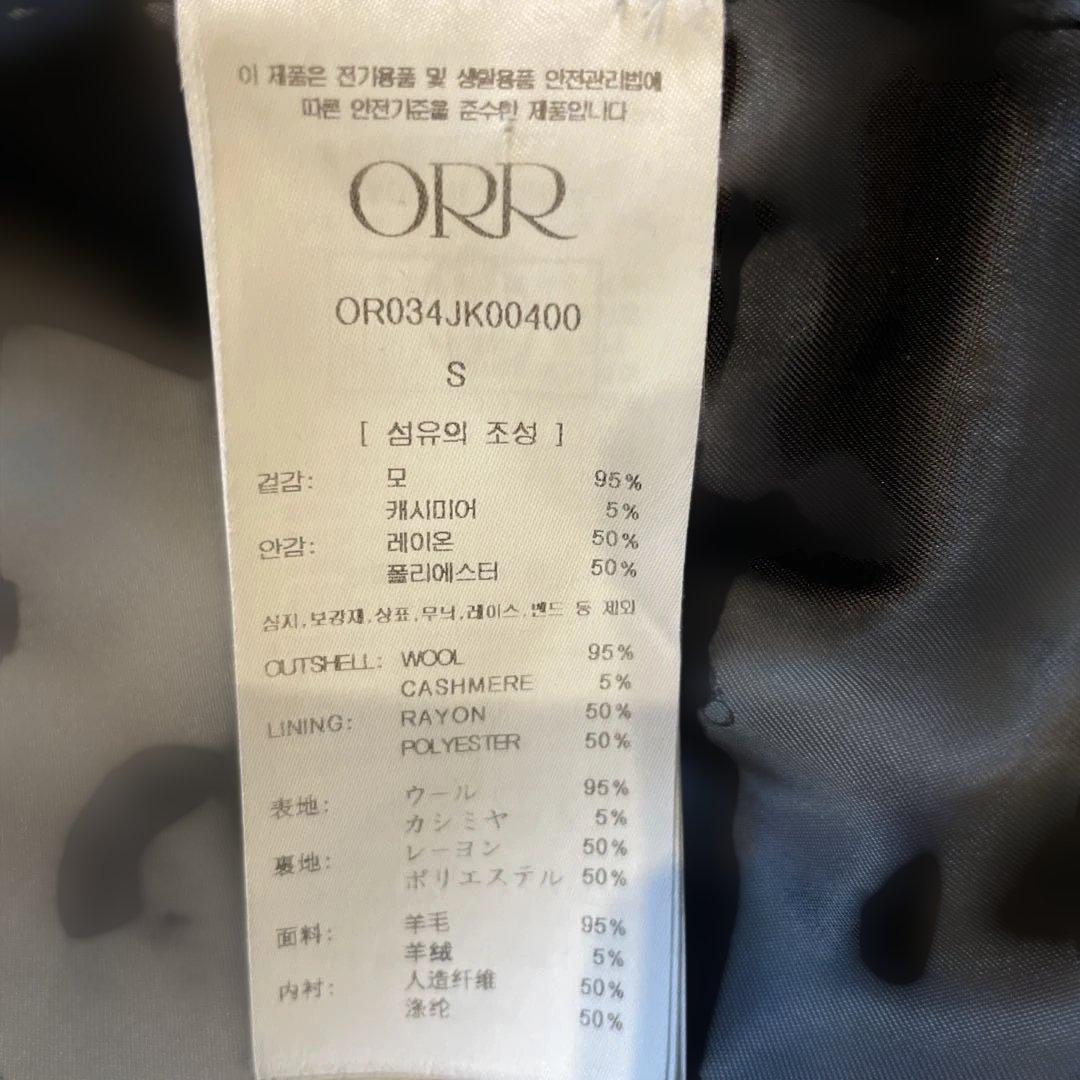 이 제품은 전기용품 및 생활용품 안전관리법에
따른 안전기준을 준수한 제품입니다
ORR
OR034JK00400
S
[ 섬유의 조성 ]
겉감: 모 95%
캐시미어 5%
안감: 레이온 50%
폴리에스터 50%
심지,보강재,상표,무늬,레이스,밴드 등 제외
OUTSHELL: WOOL 95%
CASHMERE 5%
LINING: RAYON 50%
POLYESTER 50%
表地: ウール 95%
カシミヤ 5%
裏地: レーヨン 50%
ポリエステル 50%
面料: 羊毛 95%
羊绒 5%
内衬: 人造纤维 50%
涤纶 50%